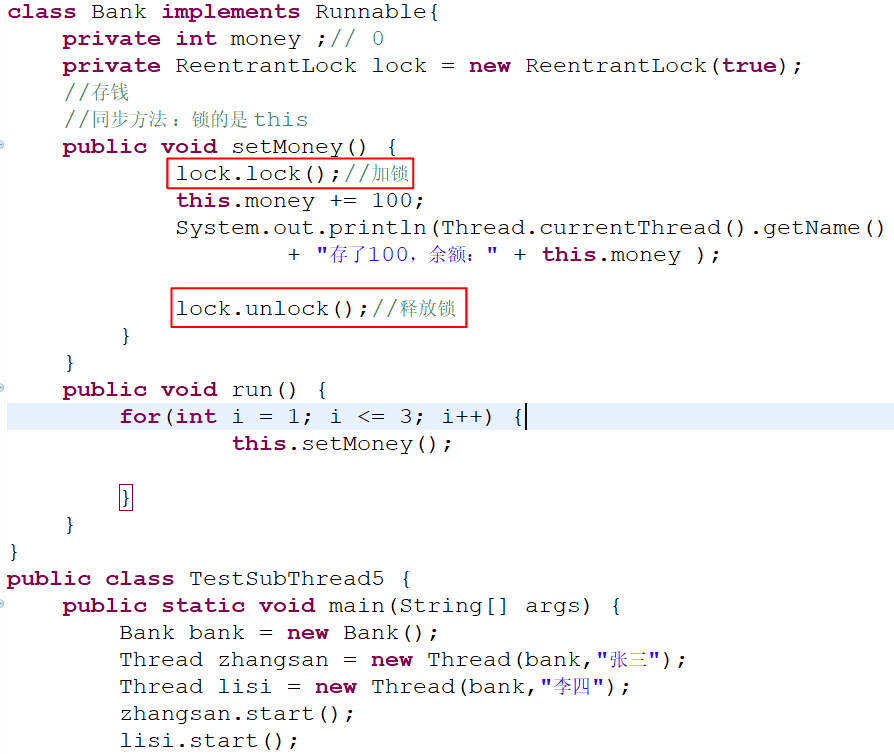 class Bank implements Runnable{
    private int money ;// 0
    private ReentrantLock lock = new ReentrantLock(true);
    //存钱
    //同步方法：锁的是 this
    public void setMoney() {
            lock.lock();//加锁
            this.money += 100;
            System.out.println(Thread.currentThread().getName()
                    + "存了100，余额：" + this.money );
            lock.unlock();//释放锁
        }
    }
    public void run() {
        for(int i = 1; i <= 3; i++) {
                this.setMoney();
        }
    }
}
public class TestSubThread5 {
    public static void main(String[] args) {
        Bank bank = new Bank();
        Thread zhangsan = new Thread(bank,"张三");
        Thread lisi = new Thread(bank,"李四");
        zhangsan.start();
        lisi.start();